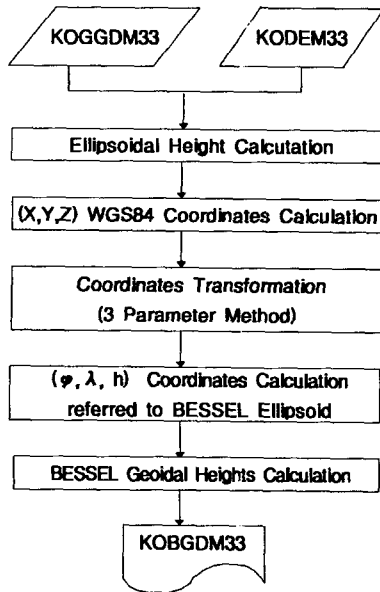 KOGGDM33
KODEM33
Ellipsoidal Height Calcutation
(X,Y,Z) WGS84 Coordinates Calculation
Coordinates Transformation
(3 Parameter Method)
(φ, λ, h) Coordinates Calculation
referred to BESSEL Ellipsoid
BESSEL Geoidal Heights Calculation
KOBGDM33